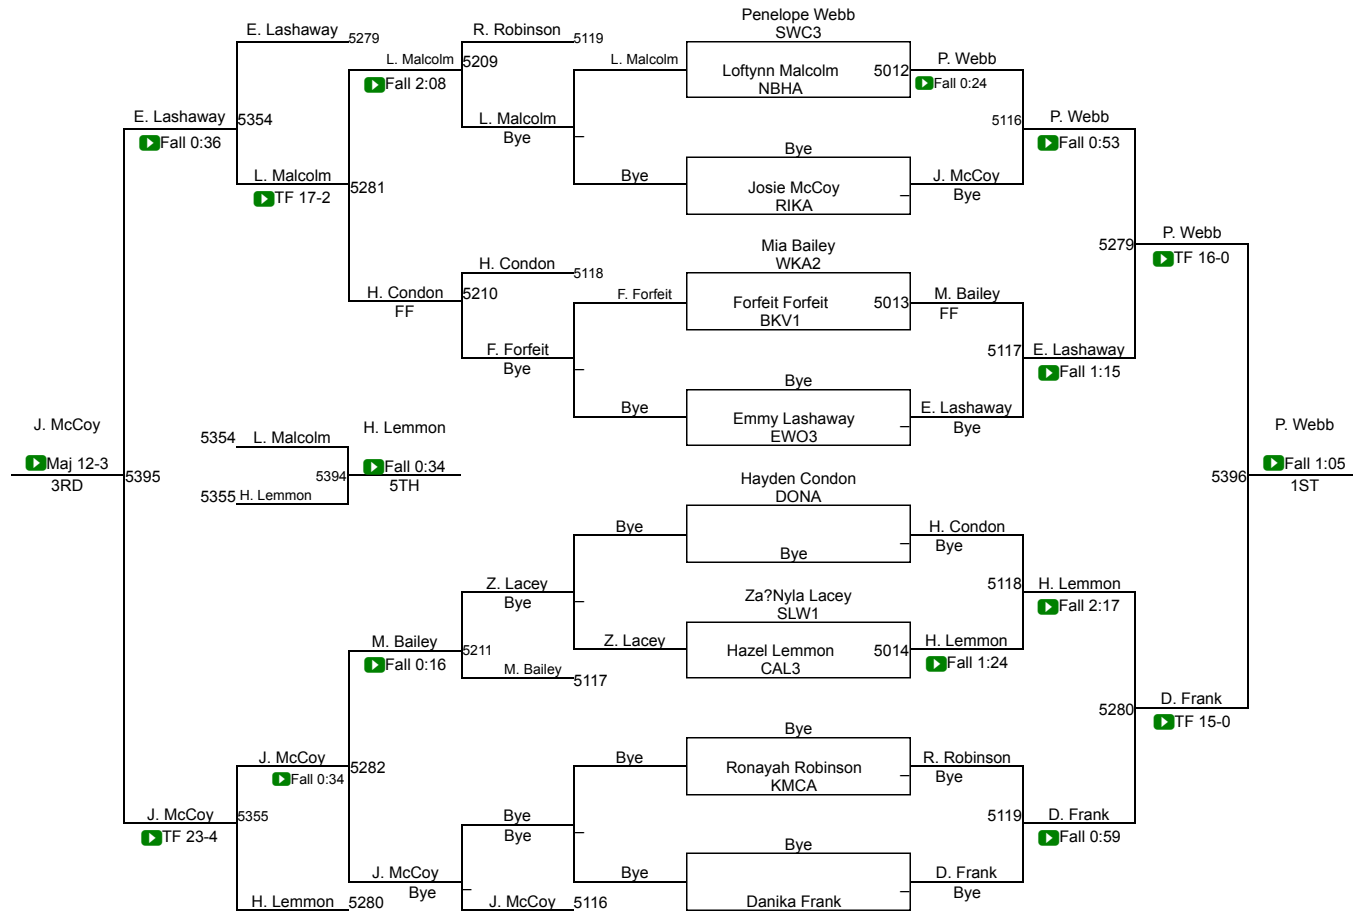 Penelope Webb
E. Lashaway 5279
R. Robinson 5119
SWC3
L. Malcolm 5209
L. Malcolm
Loftynn Malcolm 5012
P. Webb
Fall 2:08
NBHA
Fall 0:24
E. Lashaway 5354
L. Malcolm
5116 P. Webb
Fall 0:36
Bye
_
Bye
Fall 0:53
L. Malcolm 5281
Bye
Josie McCoy _
J. McCoy
TF 17-2
RIKA
Bye
P. Webb
Mia Bailey
5279
TF 16-0
H. Condon 5118
WKA2
H. Condon 5210
F. Forfeit
Forfeit Forfeit 5013
M. Bailey
FF
BKV1
FF
F. Forfeit
5117 E. Lashaway
Bye
_
Bye
Fall 1:15
Bye
Emmy Lashaway _
E. Lashaway
EWO3
Bye
J. McCoy
5354 L. Malcolm
H. Lemmon
P. Webb
Maj 12-3
5395
5394
Fall 0:34
5396
Fall 1:05
3RD
5355 H. Lemmon
5TH
1ST
Hayden Condon
DONA
Bye
H. Condon
Bye _
Bye
Z. Lacey
5118 H. Lemmon
Bye
_
Za?Nyla Lacey
Fall 2:17
SLW1
M. Bailey 5211
Z. Lacey
Hazel Lemmon 5014
H. Lemmon
Fall 0:16
M. Bailey 5117
CAL3
Fall 1:24
D. Frank
5280
TF 15-0
Bye
J. McCoy 5282
Bye
Ronayah Robinson _
R. Robinson
Fall 0:34
KMCA
Bye
J. McCoy 5355
Bye
5119 D. Frank
TF 23-4
Bye
_
Bye
Fall 0:59
J. McCoy
Bye
D. Frank
Bye _
_
Bye
H. Lemmon 5280
J. McCoy 5116
Danika Frank